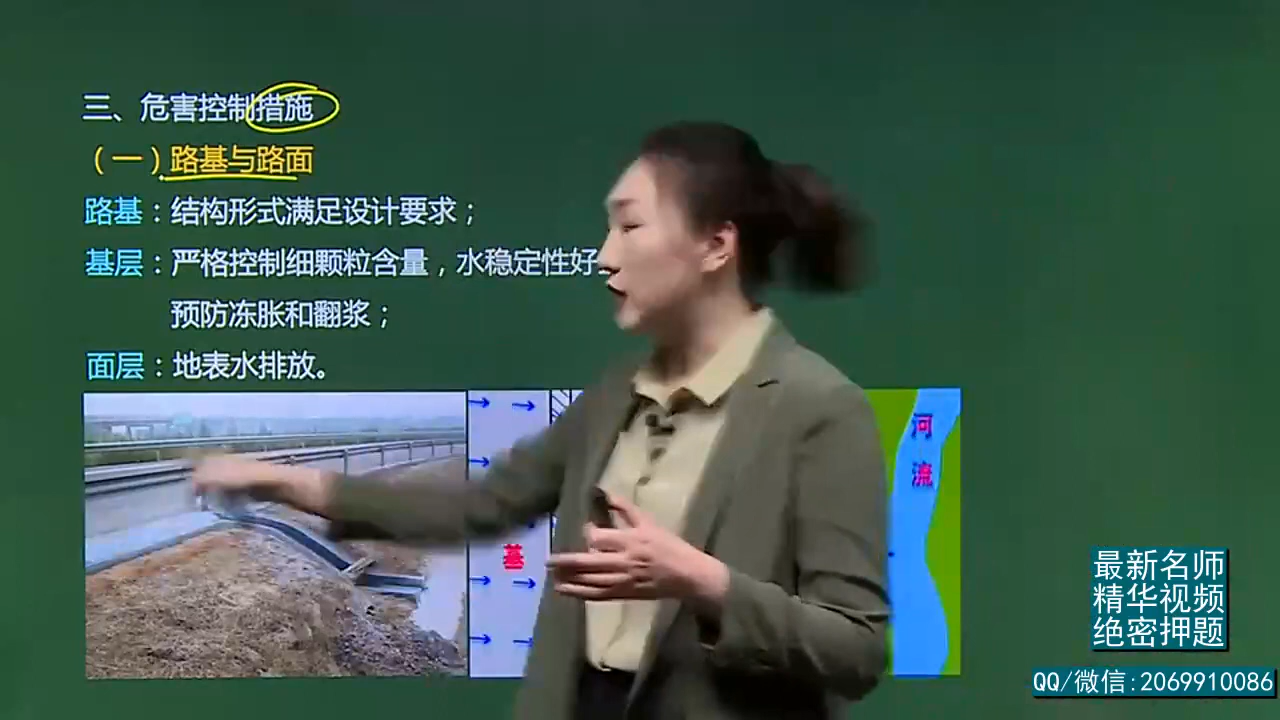 三、危害控制措施
（一）路基与路面
路基：结构形式满足设计要求；
基层：严格控制细颗粒含量，水稳定性好
预防冻胀和翻浆；
面层：地表水排放。
基
河
流
最新名师
精华视频
绝密押题
QQ/微信:2069910086